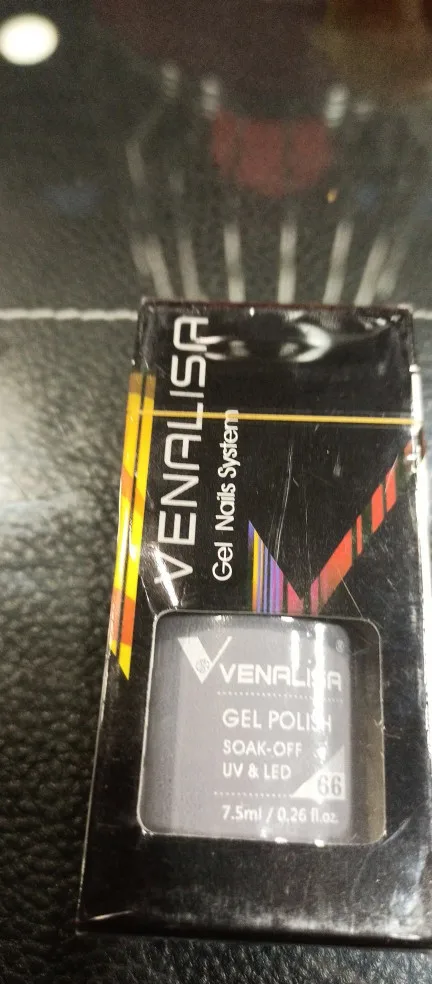 VENALISA
Gel Nails System
VENALISA
GEL POLISH
SOAK-OFF
UV & LED
66
7.5ml / 0.26 fl.oz.